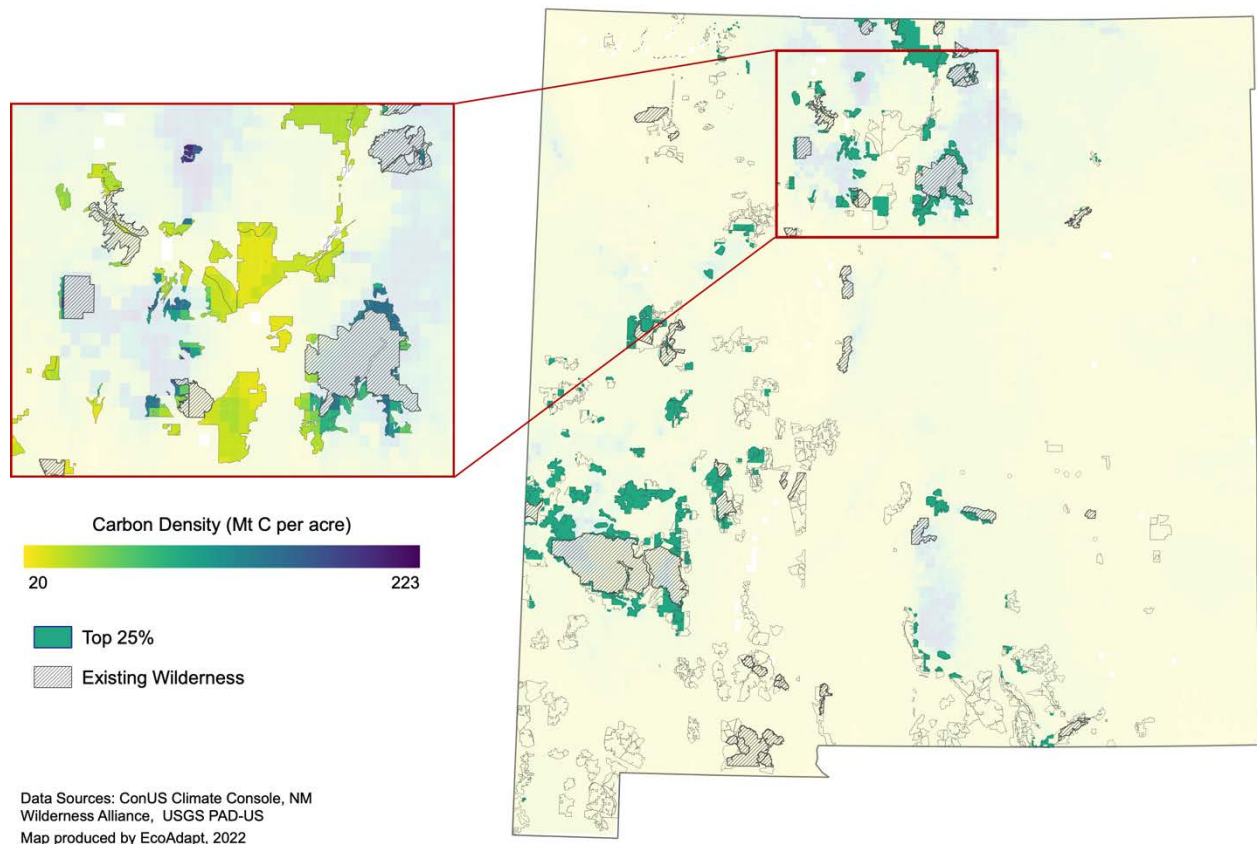 Carbon Density (Mt C per acre)
20 223
Top 25%
Existing Wilderness
Data Sources: ConUS Climate Console, NM
Wilderness Alliance, USGS PAD-US
Map produced by EcoAdapt, 2022